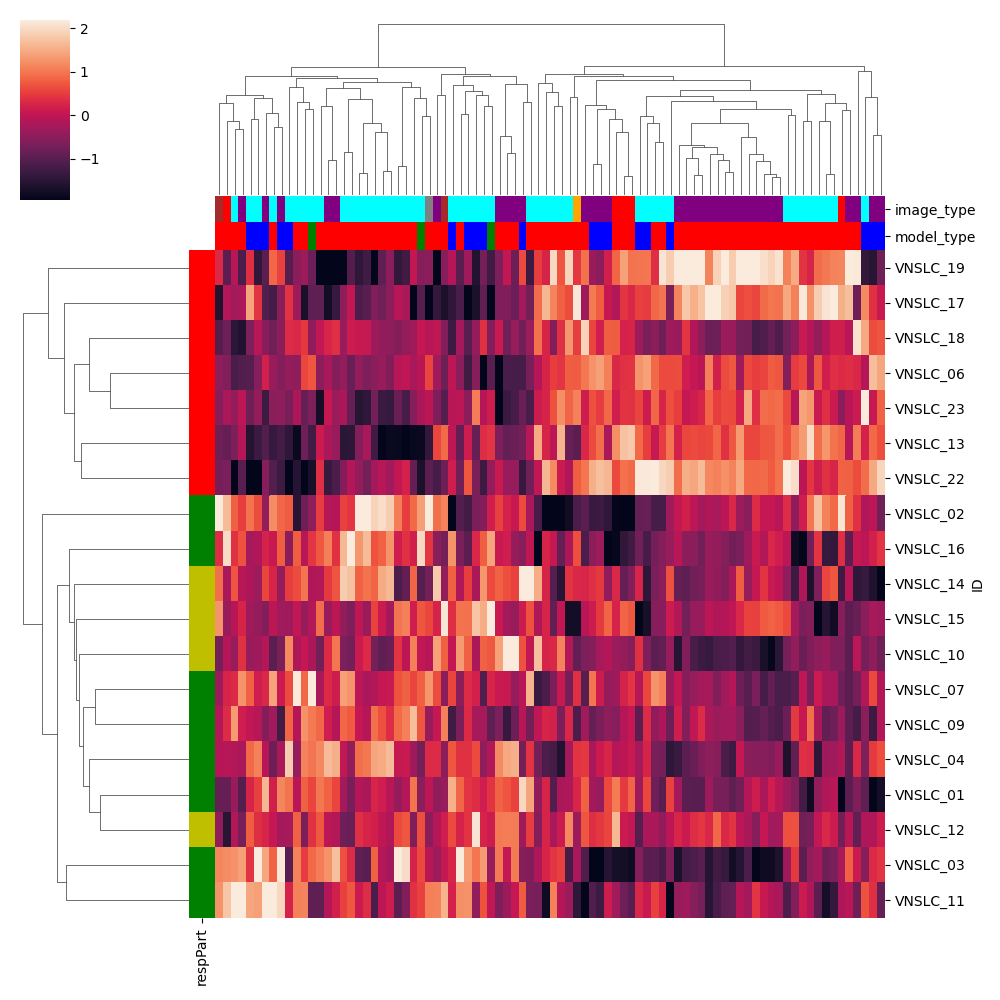 2
1
0
−1
image_type
model_type
VNSLC_19
VNSLC_17
VNSLC_18
VNSLC_06
VNSLC_23
VNSLC_13
VNSLC_22
VNSLC_02
VNSLC_16
VNSLC_14
VNSLC_15
VNSLC_10
VNSLC_07
VNSLC_09
VNSLC_04
VNSLC_01
VNSLC_12
VNSLC_03
VNSLC_11
ID
respPart